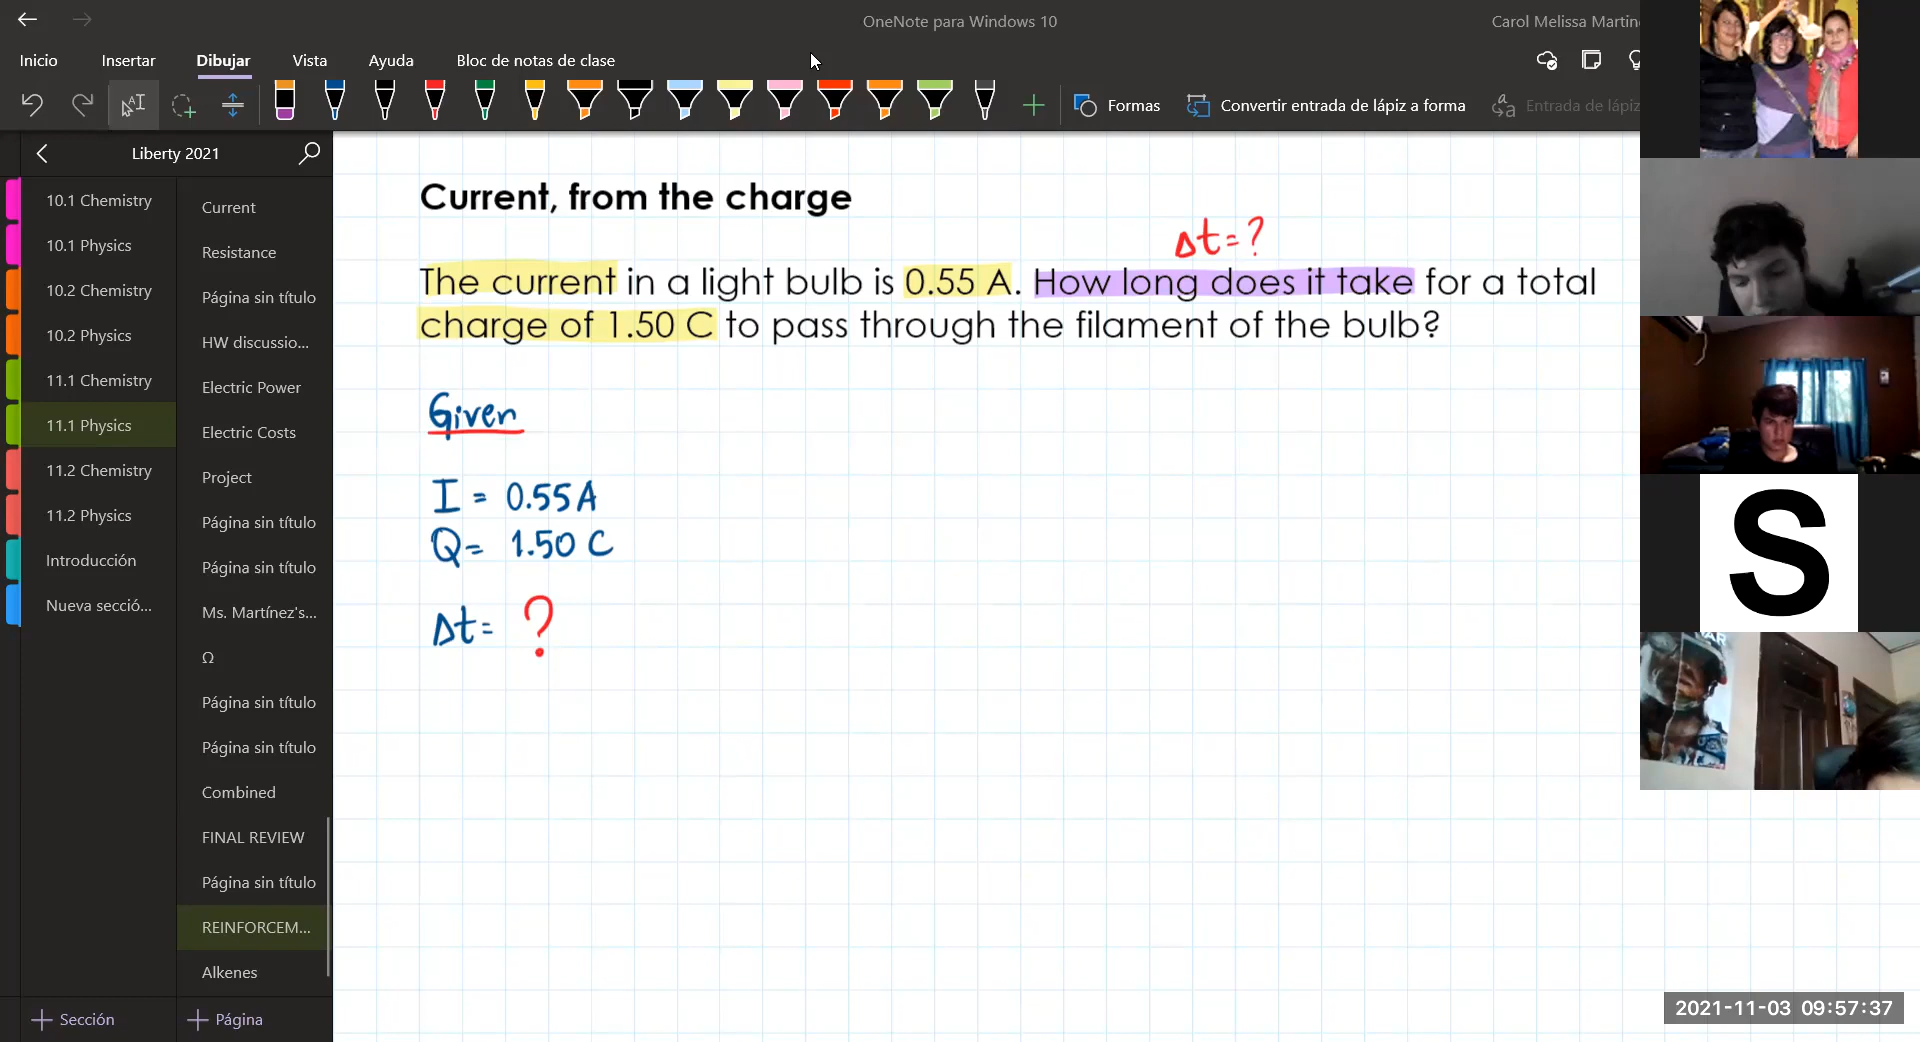 OneNote para Windows 10
Carol Melissa Martin
Inicio
Insertar
Dibujar
Vista
Ayuda
Bloc de notas de clase
Formas
Convertir entrada de lápiz a forma
Entrada de lápiz
Liberty 2021
10.1 Chemistry
10.1 Physics
10.2 Chemistry
10.2 Physics
11.1 Chemistry
11.1 Physics
11.2 Chemistry
11.2 Physics
Introducción
Nueva secció...
Sección
Current
Resistance
Página sin título
HW discussio...
Electric Power
Electric Costs
Project
Página sin título
Página sin título
Ms. Martínez's...
Ω
Página sin título
Página sin título
Combined
FINAL REVIEW
Página sin título
REINFORCEM...
Alkenes
Página
Current, from the charge
Δt=?
The current in a light bulb is 0.55 A. How long does it take for a total
charge of 1.50 C to pass through the filament of the bulb?
Given
I = 0.55A
Q= 1.50 C
Δt= ?
S
2021-11-03 09:57:37